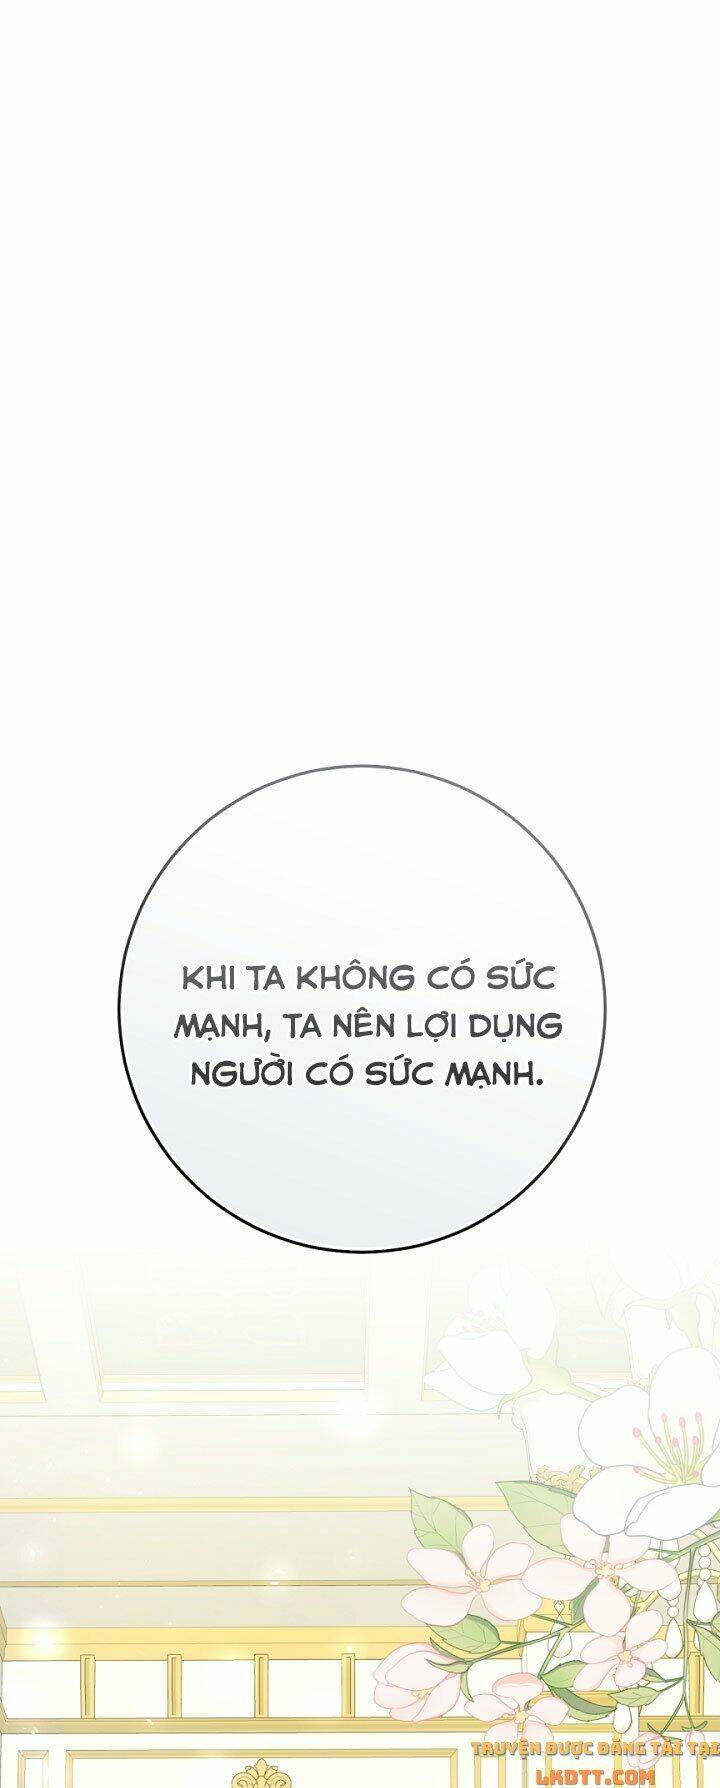 KHI TA KHÔNG CÓ SỨC
MẠNH, TA NÊN LỢI DỤNG
NGƯỜI CÓ SỨC MẠNH.
TRUYỆN ĐƯỢC ĐĂNG TẢI TẠI
LKDTT.COM